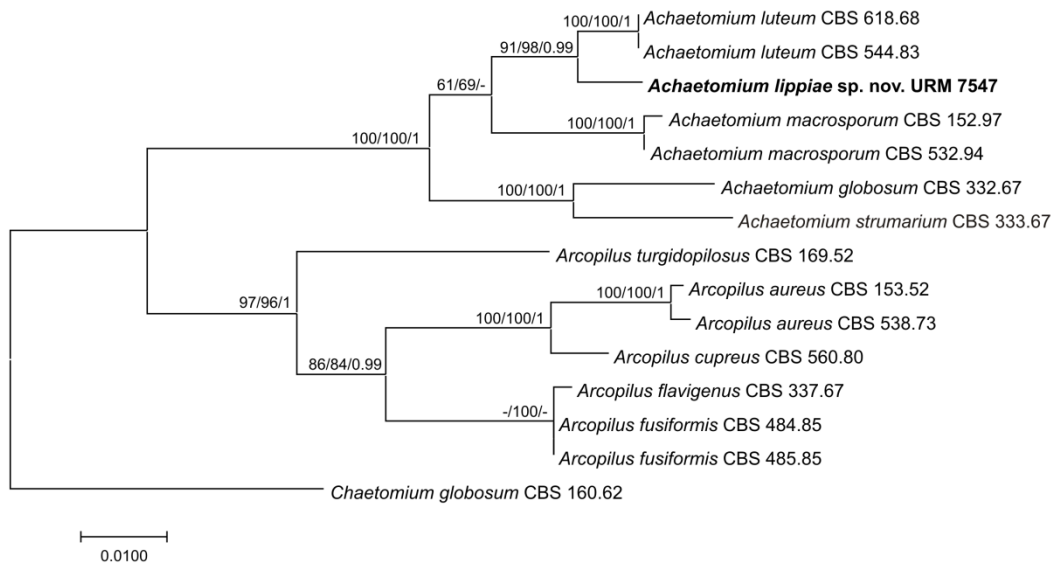 100/100/1
Achaetomium luteum CBS 618.68
91/98/0.99
Achaetomium luteum CBS 544.83
61/69/-
Achaetomium lippiae sp. nov. URM 7547
100/100/1
100/100/1
Achaetomium macrosporum CBS 152.97
Achaetomium macrosporum CBS 532.94
100/100/1
Achaetomium globosum CBS 332.67
Achaetomium strumarium CBS 333.67
Arcopilus turgidopilosus CBS 169.52
97/96/1
100/100/1
Arcopilus aureus CBS 153.52
100/100/1
Arcopilus aureus CBS 538.73
86/84/0.99
Arcopilus cupreus CBS 560.80
Arcopilus flavigenus CBS 337.67
-/100/-
Arcopilus fusiformis CBS 484.85
Arcopilus fusiformis CBS 485.85
Chaetomium globosum CBS 160.62
0.0100